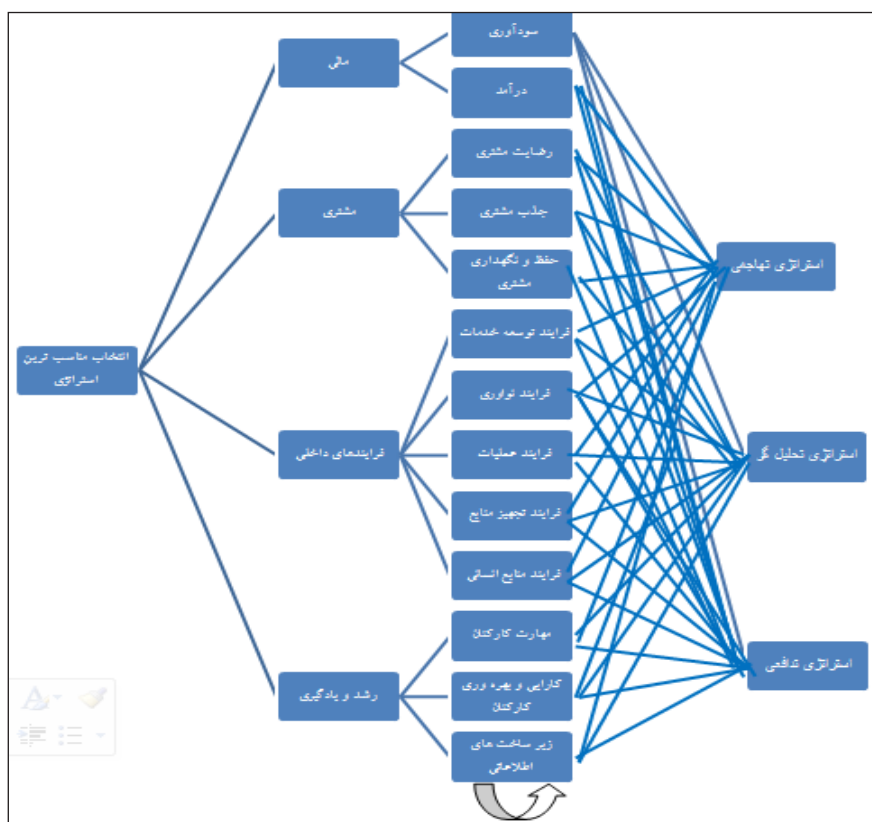 سودآوری
مالی
درآمد
رضایت مشتری
مشتری
جذب مشتری
حفظ و نگهداری
مشتری
استراتژی تهاجمی
فرایند توسعه خدمات
انتخاب مناسب ترین
استراتژی
فرایند نوآوری
فرایندهای داخلی
فرایند عملیات
استراتژی تحلیل گر
فرایند تجهیز منابع
فرایند منابع انسانی
مهارت کارکنان
استراتژی تدافعی
رشد و یادگیری
کارایی و بهره وری
کارکنان
زیر ساخت های
اطلاعاتی